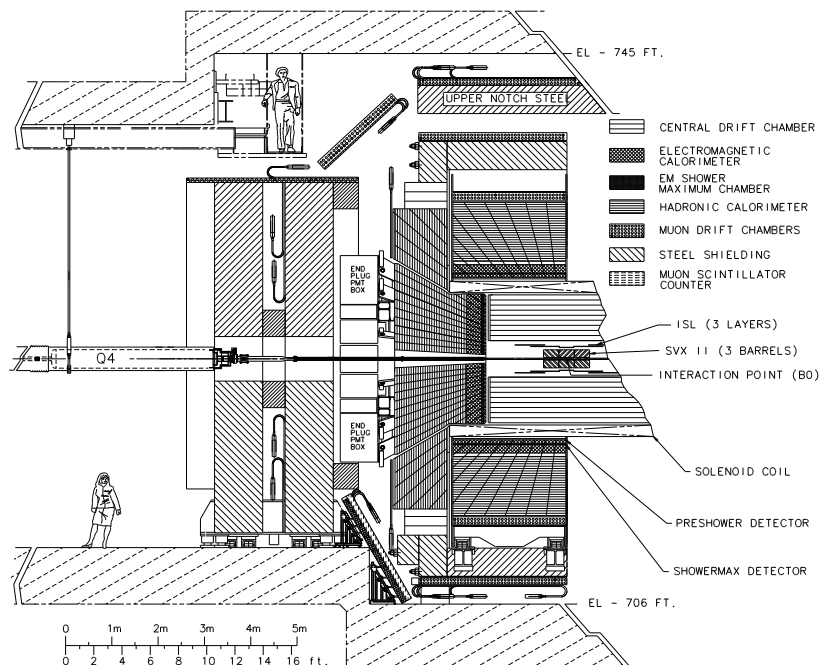 EL - 745 FT.
UPPER NOTCH STEEL
CENTRAL DRIFT CHAMBER
ELECTROMAGNETIC
CALORIMETER
EM SHOWER
MAXIMUM CHAMBER
HADRONIC CALORIMETER
MUON DRIFT CHAMBERS
STEEL SHIELDING
MUON SCINTILLATOR
COUNTER
END
PLUG
PMT
BOX
ISL (3 LAYERS)
SVX II (3 BARRELS)
INTERACTION POINT (B0)
Q4
END
PLUG
PMT
BOX
SOLENOID COIL
PRESHOWER DETECTOR
SHOWERMAX DETECTOR
EL - 706 FT.
0 1m 2m 3m 4m 5m
0 2 4 6 8 10 12 14 16 ft.